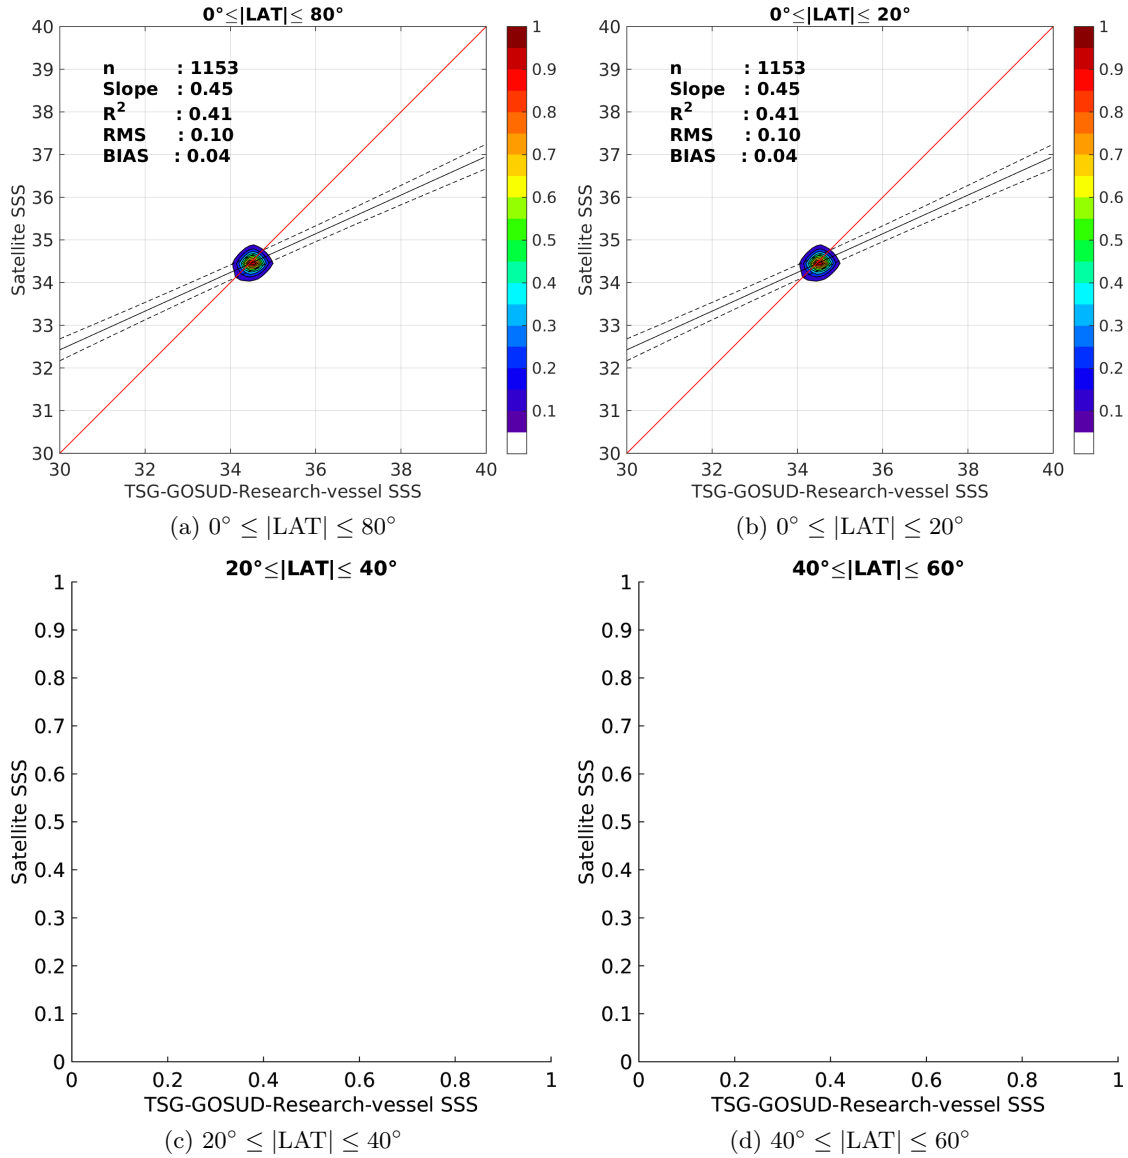 0°≤|LAT|≤ 80°
40
39
38
37
36
35
34
33
32
31
30
30 32 34 36 38 40
Satellite SSS
TSG-GOSUD-Research-vessel SSS
n : 1153
Slope : 0.45
R² : 0.41
RMS : 0.10
BIAS : 0.04
1
0.9
0.8
0.7
0.6
0.5
0.4
0.3
0.2
0.1
(a) 0° ≤ |LAT| ≤ 80°
0°≤|LAT|≤ 20°
40
39
38
37
36
35
34
33
32
31
30
30 32 34 36 38 40
Satellite SSS
TSG-GOSUD-Research-vessel SSS
n : 1153
Slope : 0.45
R² : 0.41
RMS : 0.10
BIAS : 0.04
1
0.9
0.8
0.7
0.6
0.5
0.4
0.3
0.2
0.1
(b) 0° ≤ |LAT| ≤ 20°
20°≤|LAT|≤ 40°
1
0.9
0.8
0.7
0.6
0.5
0.4
0.3
0.2
0.1
0
0 0.2 0.4 0.6 0.8 1
Satellite SSS
TSG-GOSUD-Research-vessel SSS
(c) 20° ≤ |LAT| ≤ 40°
40°≤|LAT|≤ 60°
1
0.9
0.8
0.7
0.6
0.5
0.4
0.3
0.2
0.1
0
0 0.2 0.4 0.6 0.8 1
Satellite SSS
TSG-GOSUD-Research-vessel SSS
(d) 40° ≤ |LAT| ≤ 60°